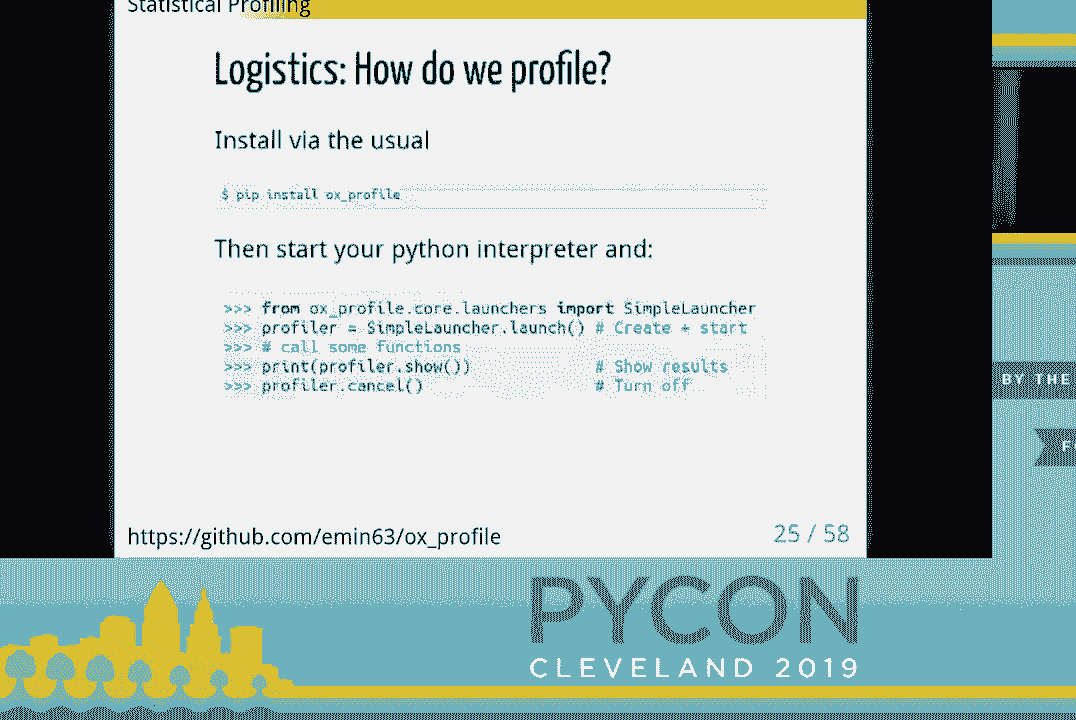 Statistical Profiling
Logistics: How do we profile?
Install via the usual
$ pip install ox_profile
Then start your python interpreter and:
>>> from ox_profile.core.launchers import SimpleLauncher
>>> profiler = SimpleLauncher.launch() # Create + start
>>> # call some functions
>>> print(profiler.show()) # Show results
>>> profiler.cancel() # Turn off
https://github.com/emin63/ox_profile
25 / 58
BY THE
PYCON
CLEVELAND 2019